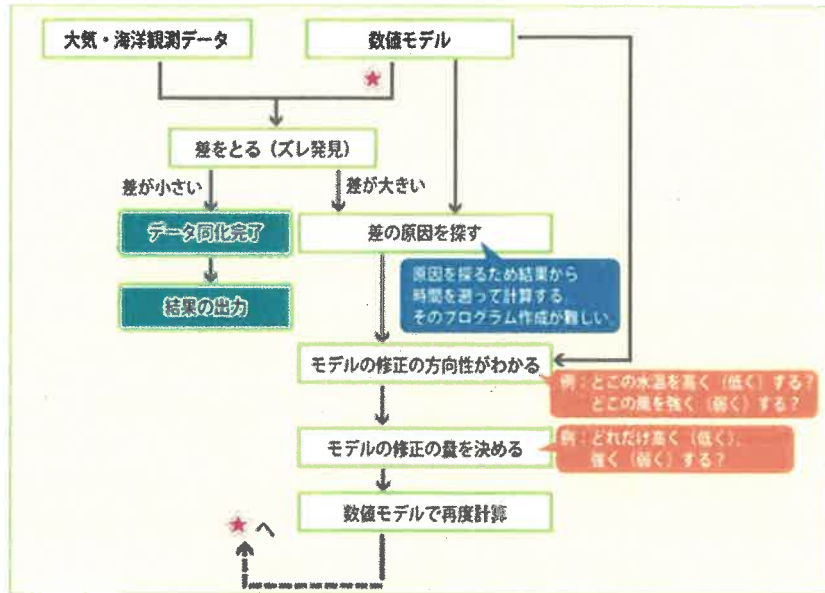 大気・海洋観測データ
数値モデル
★
差をとる（ズレ発見）
差が小さい
差が大きい
データ同化完了
差の原因を探す
原因を探るため結果から
時間を遡って計算する
そのプログラム作成が難しい
結果の出力
モデルの修正の方向性がわかる
例：どこの水温を高く（低く）する？
どこの風を強く（弱く）する？
モデルの修正の量を決める
例：どれだけ高く（低く）、
強く（弱く）する？
数値モデルで再度計算
★へ